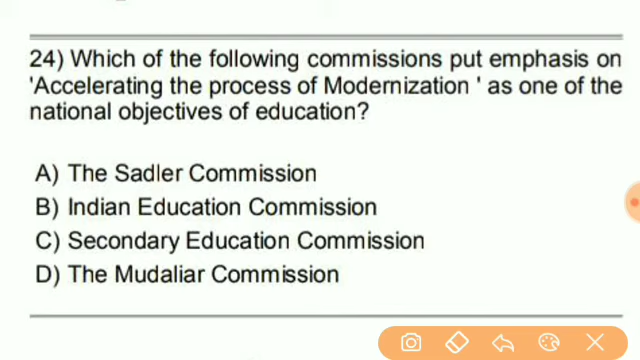 24) Which of the following commissions put emphasis on
'Accelerating the process of Modernization ' as one of the
national objectives of education?
A) The Sadler Commission
B) Indian Education Commission
C) Secondary Education Commission
D) The Mudaliar Commission